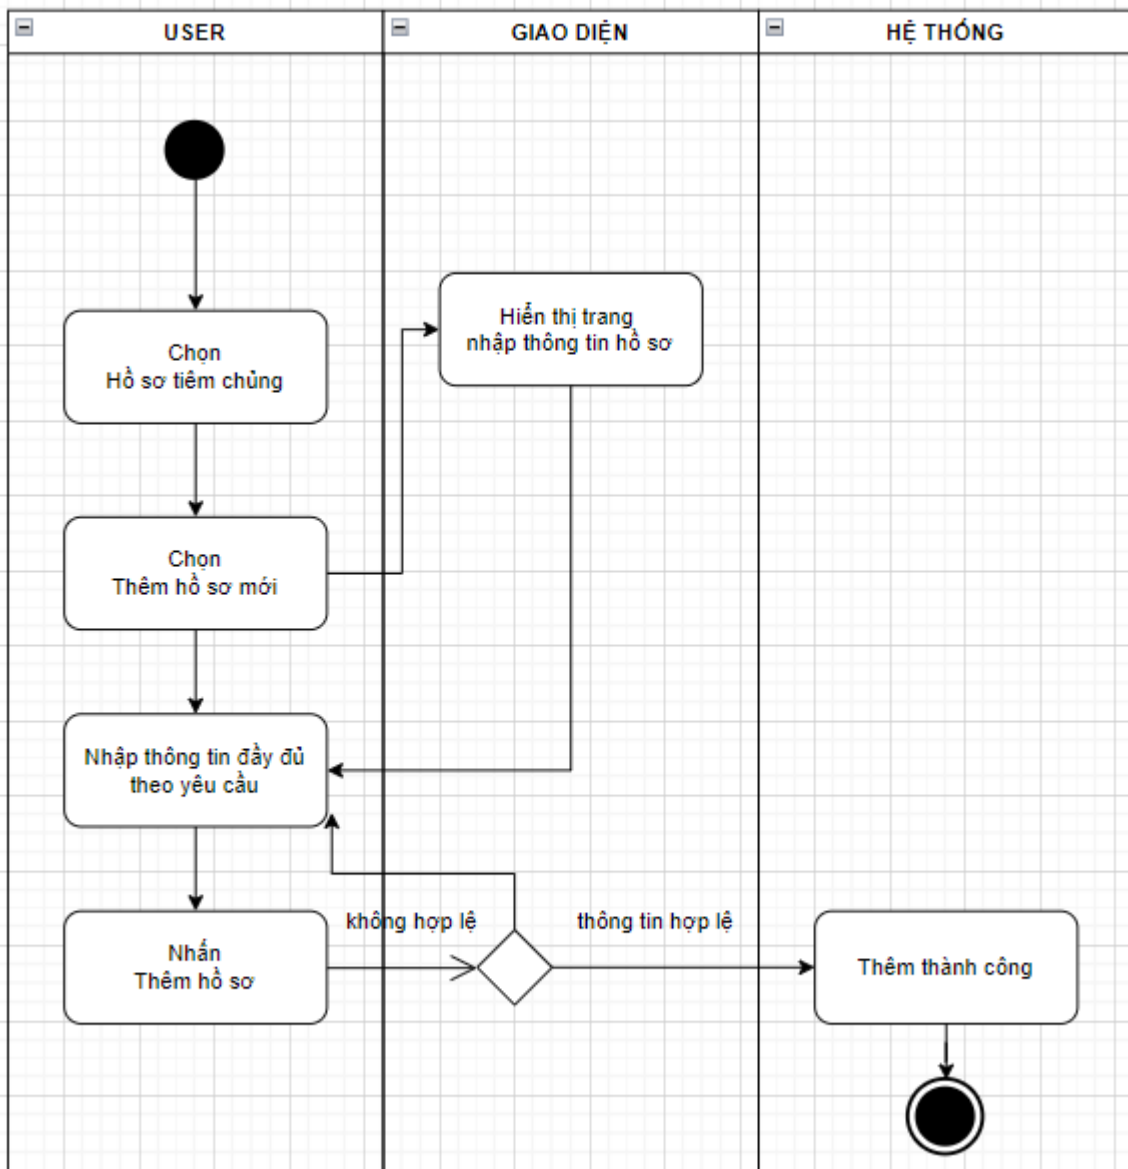 USER
GIAO DIỆN
HỆ THỐNG
Hiển thị trang
nhập thông tin hồ sơ
Chọn
Hồ sơ tiêm chủng
Chọn
Thêm hồ sơ mới
Nhập thông tin đầy đủ
theo yêu cầu
không hợp lệ
thông tin hợp lệ
Nhấn
Thêm hồ sơ
Thêm thành công